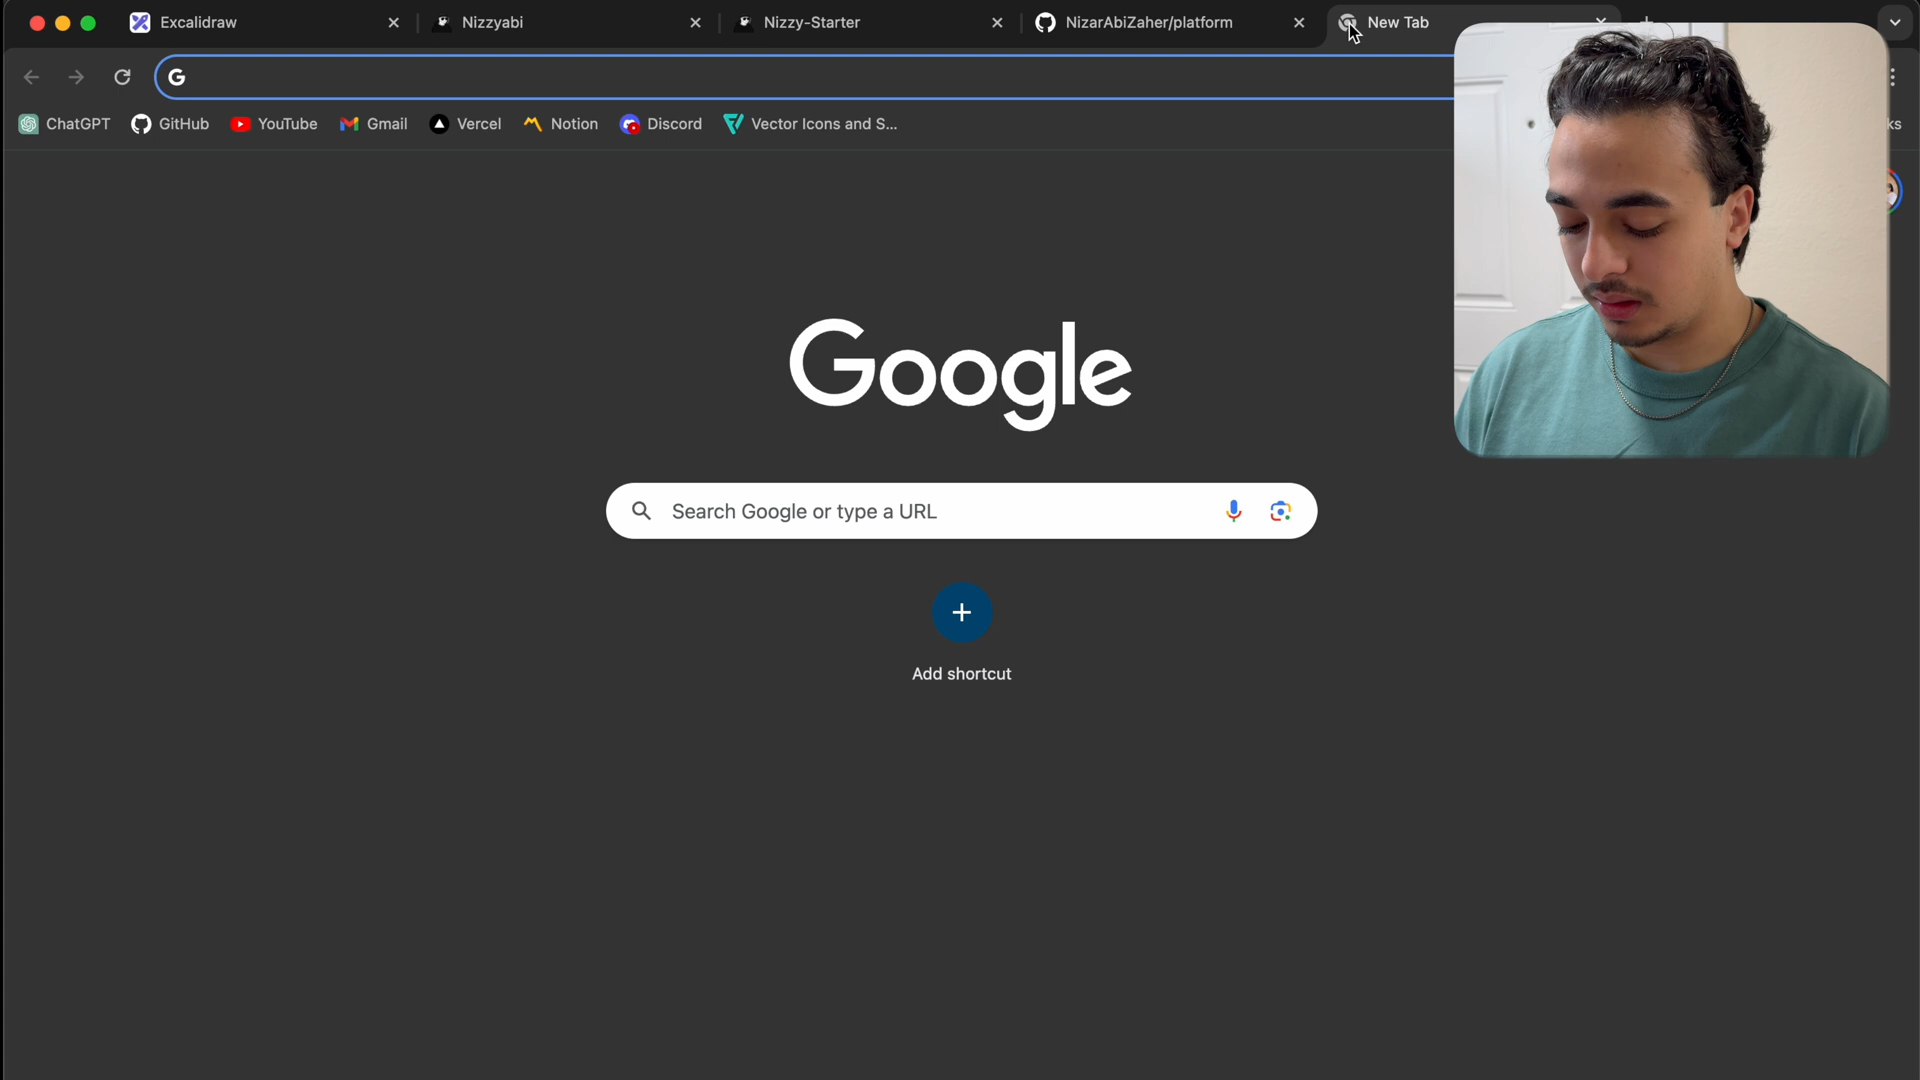 Excalidraw
Nizzyabi
Nizzy-Starter
NizarAbiZaher/platform
New Tab
ChatGPT
GitHub
YouTube
Gmail
Vercel
Notion
Discord
Vector Icons and S...
ks
Google
Search Google or type a URL
Add shortcut